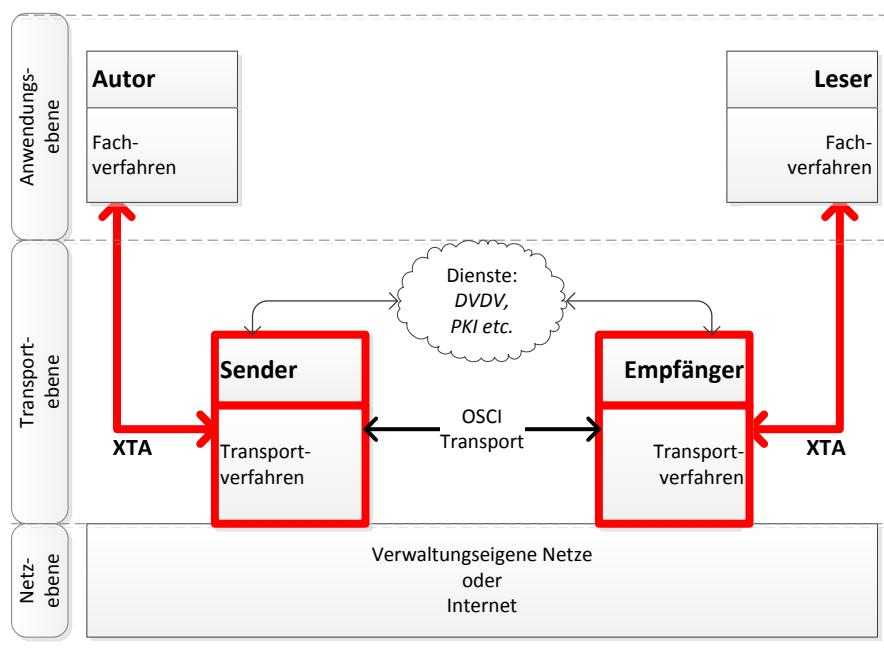 Anwendungs-
ebene
Autor
Fach-
verfahren
Leser
Fach-
verfahren
Transport-
ebene
Dienste:
DVDV,
PKI etc.
Sender
Transport-
verfahren
Empfänger
Transport-
verfahren
OSCI
Transport
XTA
XTA
Netz-
ebene
Verwaltungseigene Netze
oder
Internet